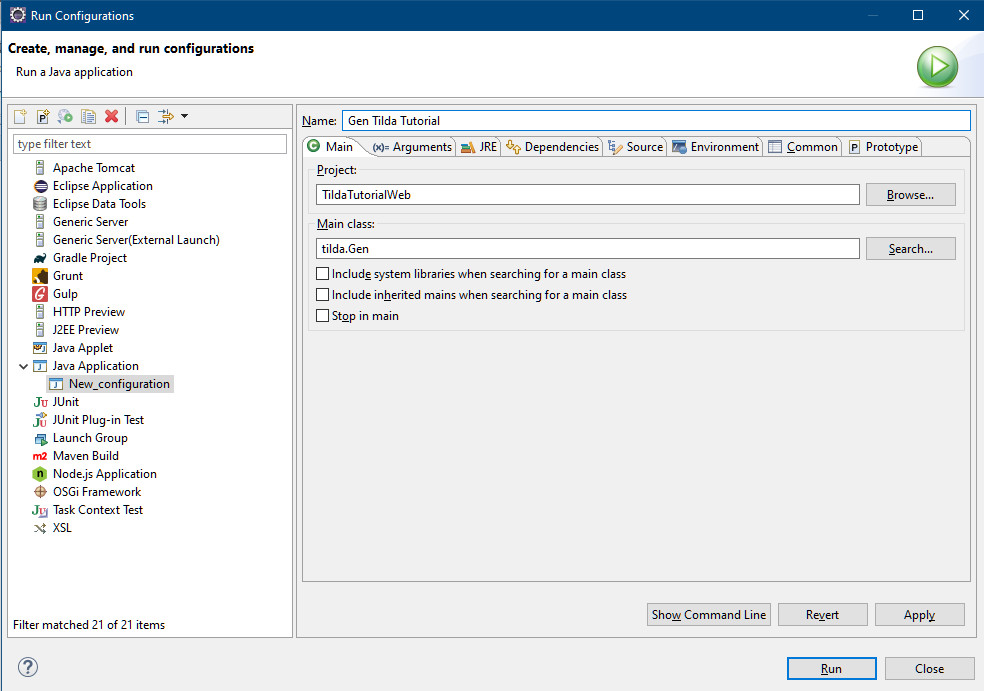 Run Configurations
Create, manage, and run configurations
Run a Java application
type filter text
Apache Tomcat
Eclipse Application
Eclipse Data Tools
Generic Server
Generic Server(External Launch)
Gradle Project
Grunt
Gulp
HTTP Preview
J2EE Preview
Java Applet
Java Application
New_configuration
JUnit
JUnit Plug-in Test
Launch Group
Maven Build
Node.js Application
OSGi Framework
Task Context Test
XSL
Filter matched 21 of 21 items
Name: Gen Tilda Tutorial
Main (x)= Arguments JRE Dependencies Source Environment Common Prototype
Project:
TildaTutorialWeb Browse...
Main class:
tilda.Gen Search...
Include system libraries when searching for a main class
Include inherited mains when searching for a main class
Stop in main
Show Command Line Revert Apply
Run Close